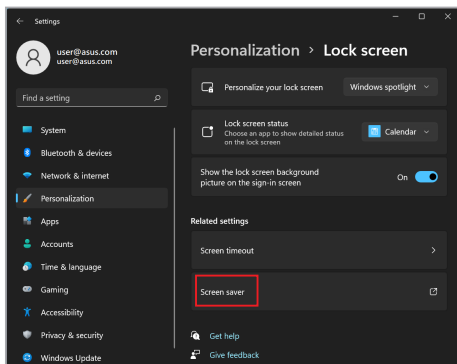 Settings
user@asus.com
user@asus.com
Find a setting
System
Bluetooth & devices
Network & internet
Personalization
Apps
Accounts
Time & language
Gaming
Accessibility
Privacy & security
Windows Update
Personalization > Lock screen
Personalize your lock screen
Windows spotlight
Lock screen status
Choose an app to show detailed status
on the lock screen
Calendar
Show the lock screen background
picture on the sign-in screen
On
Related settings
Screen timeout
Screen saver
Get help
Give feedback